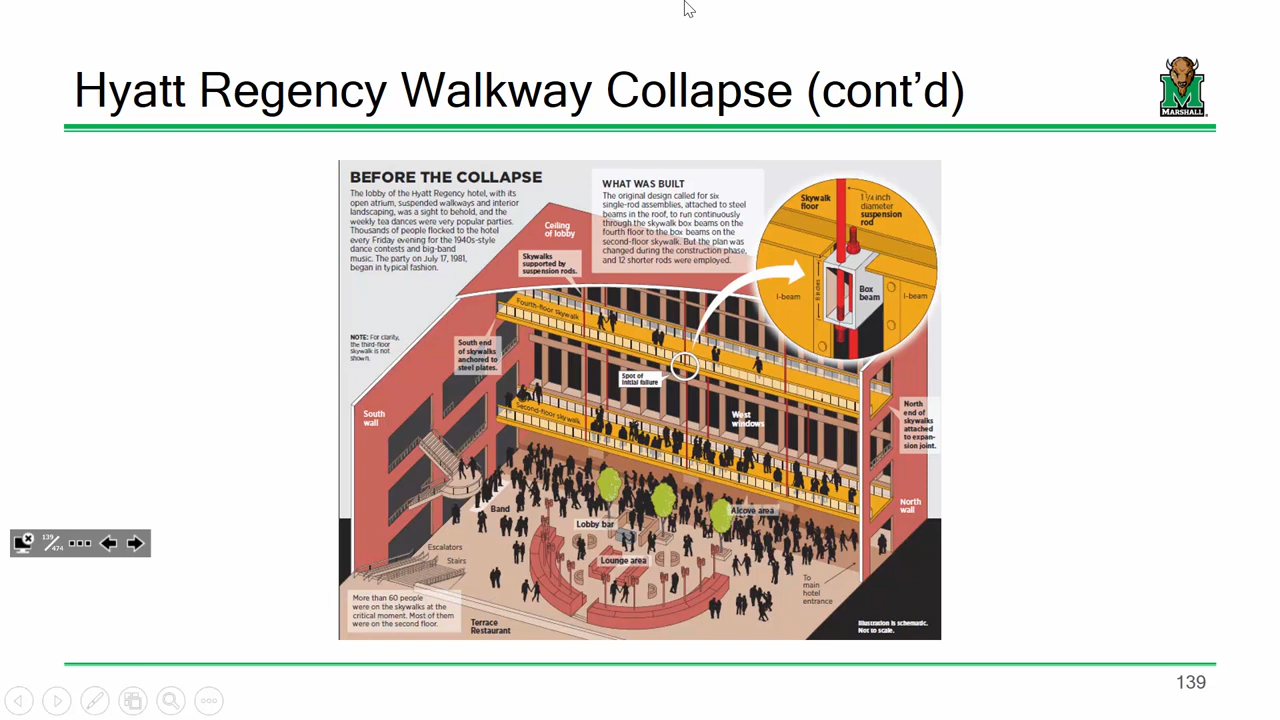 Hyatt Regency Walkway Collapse (cont’d)
MARSHALL
BEFORE THE COLLAPSE
The lobby of the Hyatt Regency hotel, with its
open atrium, suspended walkways and interior
landscaping, was a sight to behold, and the
weekly tea dances were very popular parties.
Thousands of people flocked to the hotel
every Friday evening for the 1940s-style
dance contests and big-band
music. The party on July 17, 1981,
began in typical fashion.
WHAT WAS BUILT
The original design called for six
single-rod assemblies, attached to steel
beams in the roof, to run continuously
through the skywalk box beams on the
fourth floor to the box beams on the
second-floor skywalk. But the plan was
changed during the construction phase,
and 12 shorter rods were employed.
Skywalk
floor
1 1/4 inch
diameter
suspension
rod
8 inches
I-beam
Box
beam
I-beam
Ceiling
of lobby
Skywalks
supported by
suspension rods.
Fourth-floor skywalk
NOTE: For clarity,
the third-floor
skywalk is not
shown.
South end
of skywalks
anchored to
steel plates.
Spot of
initial failure
Second-floor skywalk
South
wall
West
windows
North
end of
skywalks
attached
to expan-
sion joint.
North
wall
Band
Alcove area
Lobby bar
Lounge area
Escalators
Stairs
To
main
hotel
entrance
More than 60 people
were on the skywalks at the
critical moment. Most of them
were on the second floor.
Terrace
Restaurant
Illustration is schematic.
Not to scale.
139/474
139